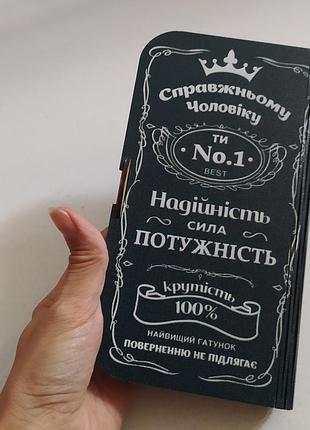 Справжньому
Чоловіку
ТИ
No.1
BEST
Надійність
СИЛА
ПОТУЖНІСТЬ
крутість
100%
НАЙВИЩИЙ ГАТУНОК
ПОВЕРНЕННЮ НЕ ПІДЛЯГАЄ